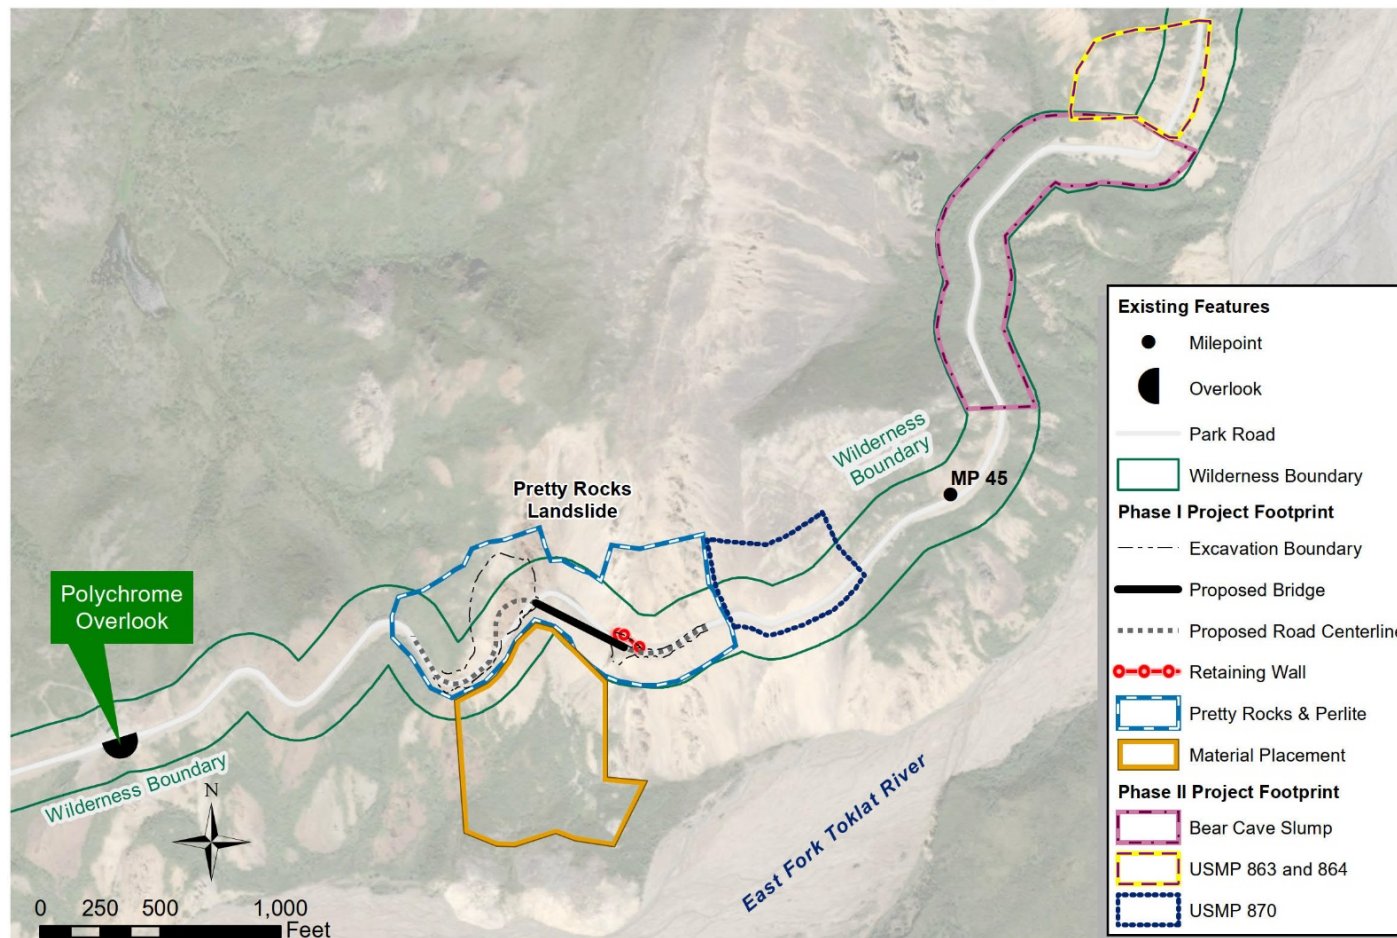 Pretty Rocks
Landslide
Wilderness
Boundary
MP 45
Polychrome
Overlook
Wilderness Boundary
N
East Fork Toklat River
0 250 500 1,000
Feet
Existing Features
Milepoint
Overlook
Park Road
Wilderness Boundary
Phase I Project Footprint
Excavation Boundary
Proposed Bridge
Proposed Road Centerline
Retaining Wall
Pretty Rocks & Perlite
Material Placement
Phase II Project Footprint
Bear Cave Slump
USMP 863 and 864
USMP 870